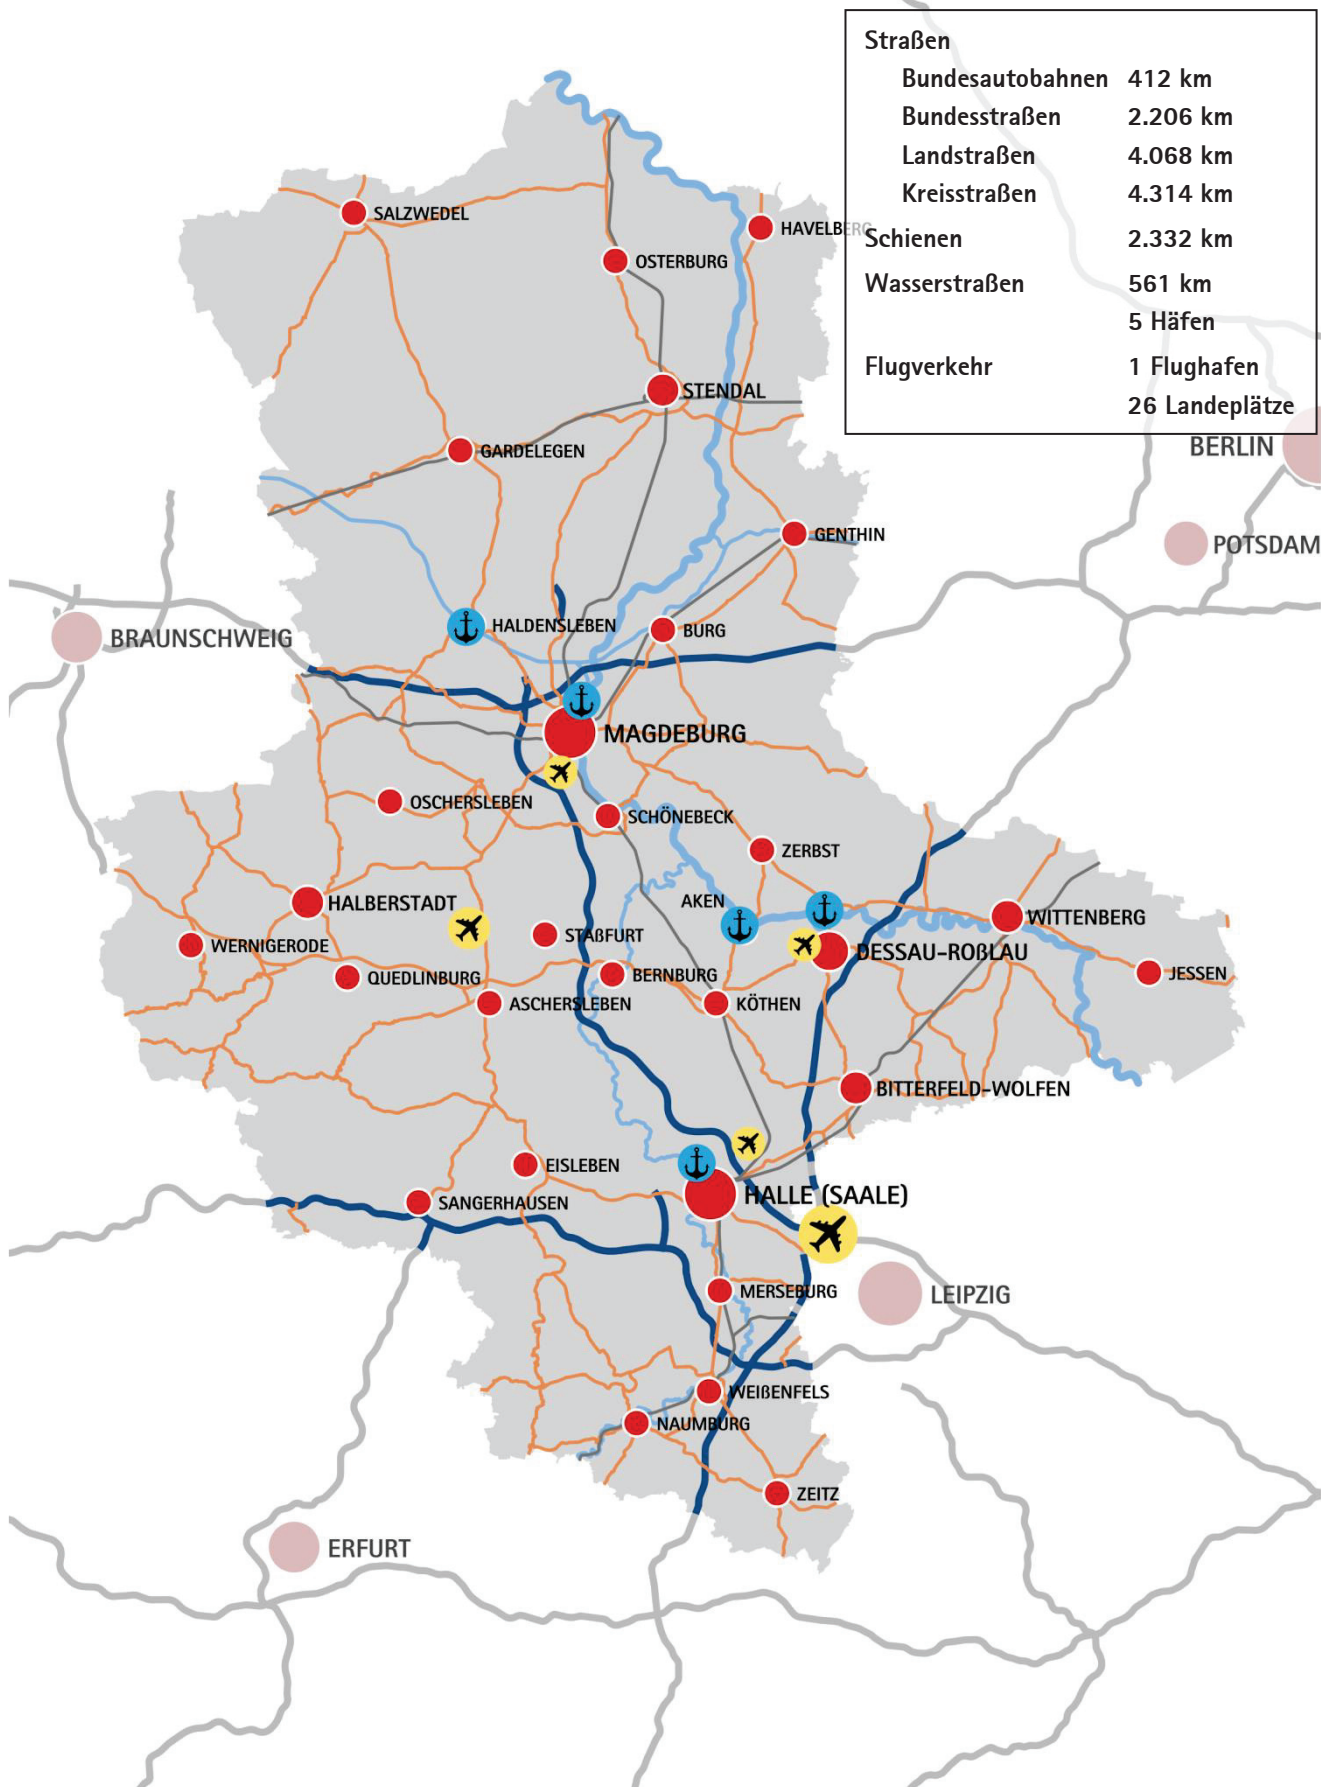 Straßen
Bundesautobahnen 412 km
Bundesstraßen 2.206 km
Landstraßen 4.068 km
Kreisstraßen 4.314 km
Schienen 2.332 km
Wasserstraßen 561 km
5 Häfen
Flugverkehr 1 Flughafen
26 Landeplätze
SALZWEDEL
HAVELBERG
OSTERBURG
STENDAL
BERLIN
GARDELEGEN
GENTHIN
POTSDAM
HALDENSLEBEN
BURG
BRAUNSCHWEIG
MAGDEBURG
OSCHERSLEBEN
SCHÖNEBECK
ZERBST
AKEN
HALBERSTADT
WITTENBERG
STAßFURT
WERNIGERODE
DESSAU-ROßLAU
JESSEN
QUEDLINBURG
BERNBURG
ASCHERSLEBEN
KÖTHEN
BITTERFELD-WOLFEN
EISLEBEN
HALLE (SAALE)
SANGERHAUSEN
MERSEBURG
LEIPZIG
WEIßENFELS
NAUMBURG
ZEITZ
ERFURT